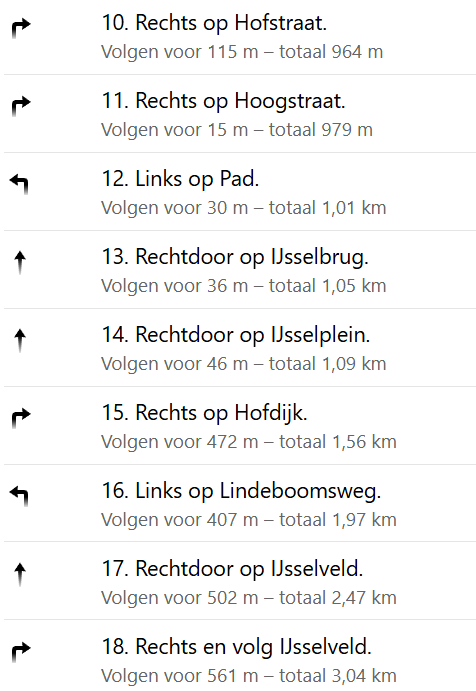 10. Rechts op Hofstraat.
Volgen voor 115 m – totaal 964 m
11. Rechts op Hoogstraat.
Volgen voor 15 m – totaal 979 m
12. Links op Pad.
Volgen voor 30 m – totaal 1,01 km
13. Rechtdoor op IJsselbrug.
Volgen voor 36 m – totaal 1,05 km
14. Rechtdoor op IJsselplein.
Volgen voor 46 m – totaal 1,09 km
15. Rechts op Hofdijk.
Volgen voor 472 m – totaal 1,56 km
16. Links op Lindeboomsweg.
Volgen voor 407 m – totaal 1,97 km
17. Rechtdoor op IJsselveld.
Volgen voor 502 m – totaal 2,47 km
18. Rechts en volg IJsselveld.
Volgen voor 561 m – totaal 3,04 km